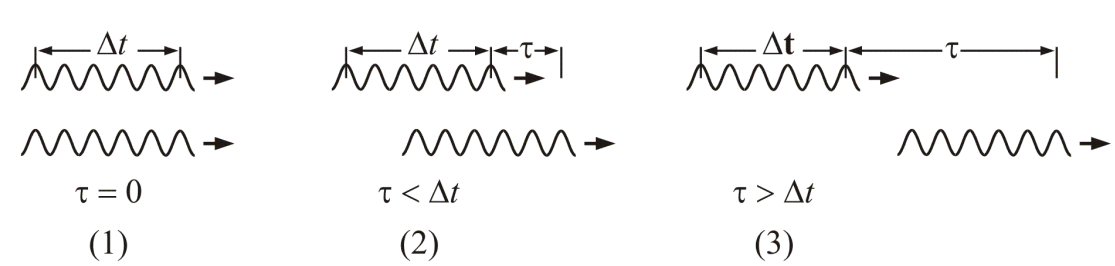 Δt Δt τ Δt τ
τ = 0 τ < Δt τ > Δt
(1) (2) (3)